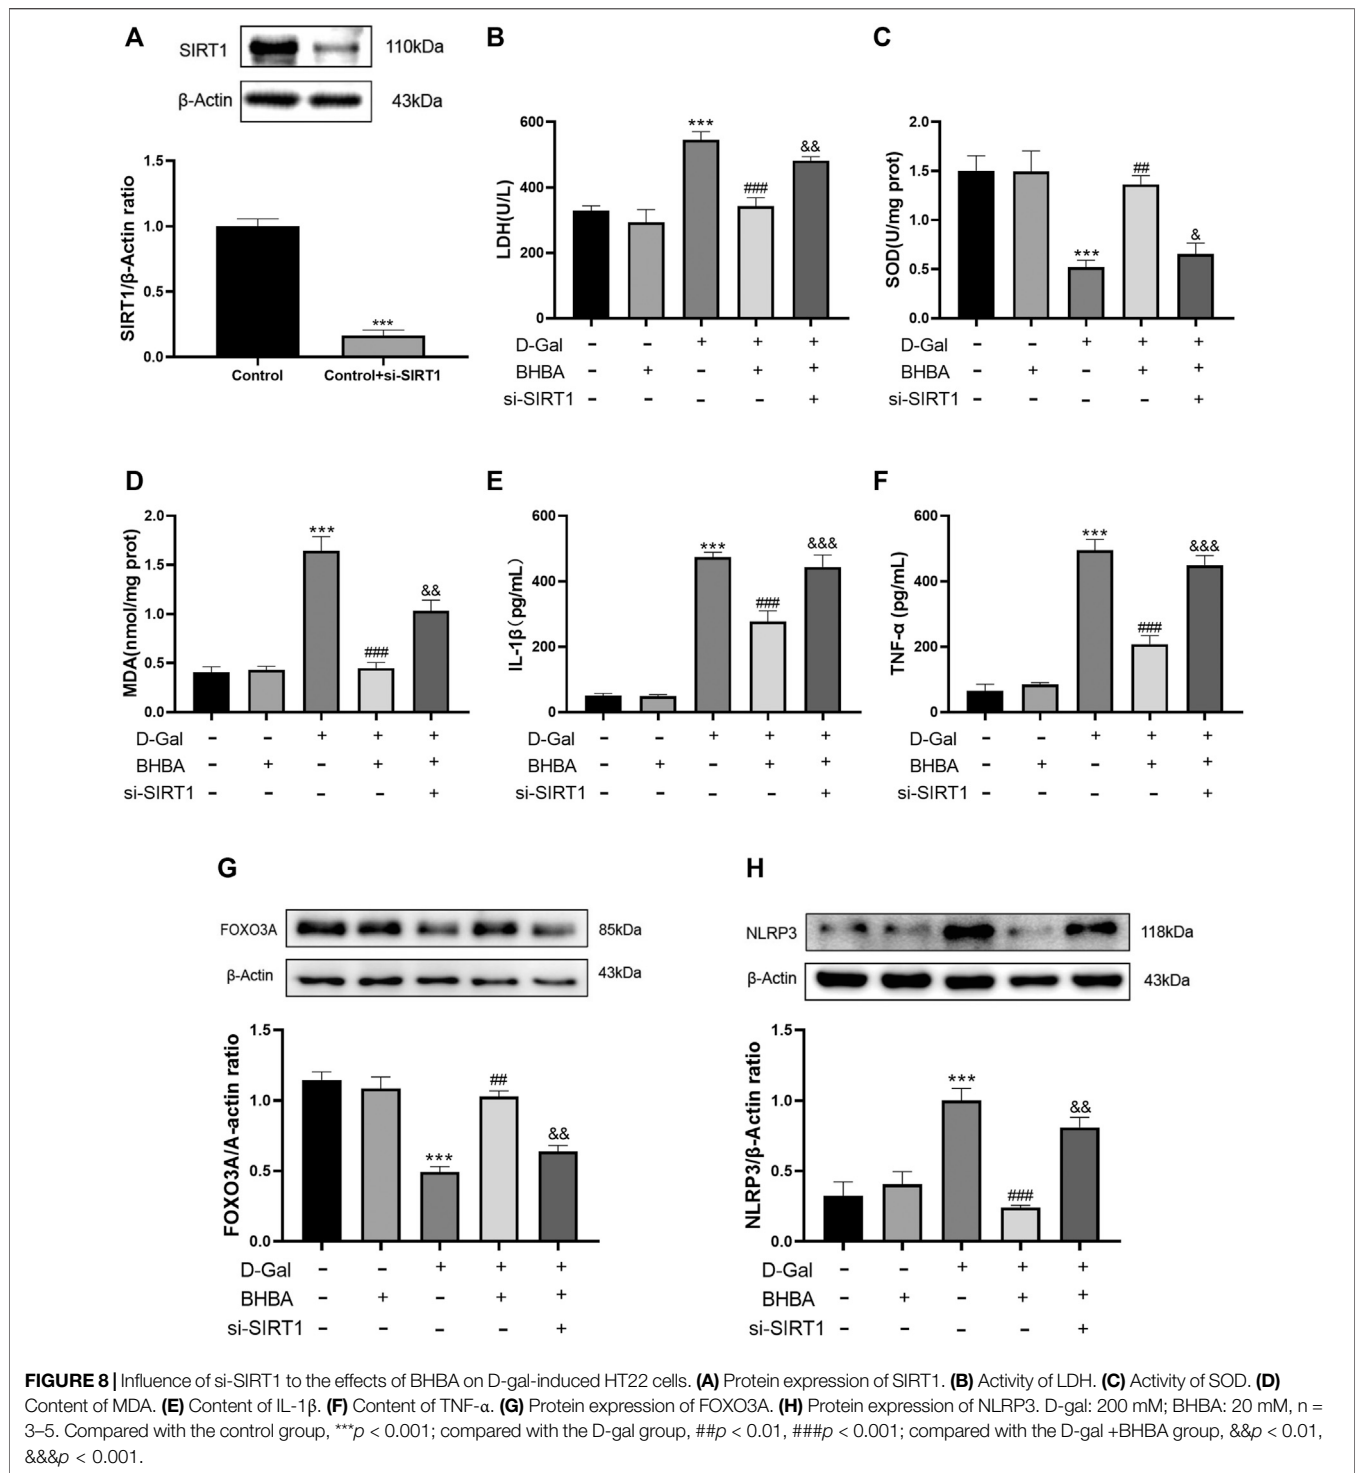 A
SIRT1
110kDa
β-Actin
43kDa
SIRT1/β-Actin ratio
1.5
1.0
0.5
0.0
***
Control
Control+si-SIRT1
B
LDH(U/L)
600
400
200
0
***
###
&&
D-Gal - - + + +
BHBA - + - + +
si-SIRT1 - - - - +
C
SOD(U/mg prot)
2.0
1.5
1.0
0.5
0.0
***
##
&
D-Gal - - + + +
BHBA - + - + +
si-SIRT1 - - - - +
D
MDA(nmol/mg prot)
2.0
1.5
1.0
0.5
0.0
***
###
&&
D-Gal - - + + +
BHBA - + - + +
si-SIRT1 - - - - +
E
IL-1β(pg/mL)
600
400
200
0
***
###
&&&
D-Gal - - + + +
BHBA - + - + +
si-SIRT1 - - - - +
F
TNF-α (pg/mL)
600
400
200
0
***
###
&&&
D-Gal - - + + +
BHBA - + - + +
si-SIRT1 - - - - +
G
FOXO3A
85kDa
β-Actin
43kDa
FOXO3A/A-actin ratio
1.5
1.0
0.5
0.0
***
##
&&
D-Gal - - + + +
BHBA - + - + +
si-SIRT1 - - - - +
H
NLRP3
118kDa
β-Actin
43kDa
NLRP3/β-Actin ratio
1.5
1.0
0.5
0.0
***
###
&&
D-Gal - - + + +
BHBA - + - + +
si-SIRT1 - - - - +
FIGURE 8 | Influence of si-SIRT1 to the effects of BHBA on D-gal-induced HT22 cells. (A) Protein expression of SIRT1. (B) Activity of LDH. (C) Activity of SOD. (D)
Content of MDA. (E) Content of IL-1β. (F) Content of TNF-α. (G) Protein expression of FOXO3A. (H) Protein expression of NLRP3. D-gal: 200 mM; BHBA: 20 mM, n =
3–5. Compared with the control group, ***p < 0.001; compared with the D-gal group, ##p < 0.01, ###p < 0.001; compared with the D-gal +BHBA group, &&p < 0.01,
&&&p < 0.001.